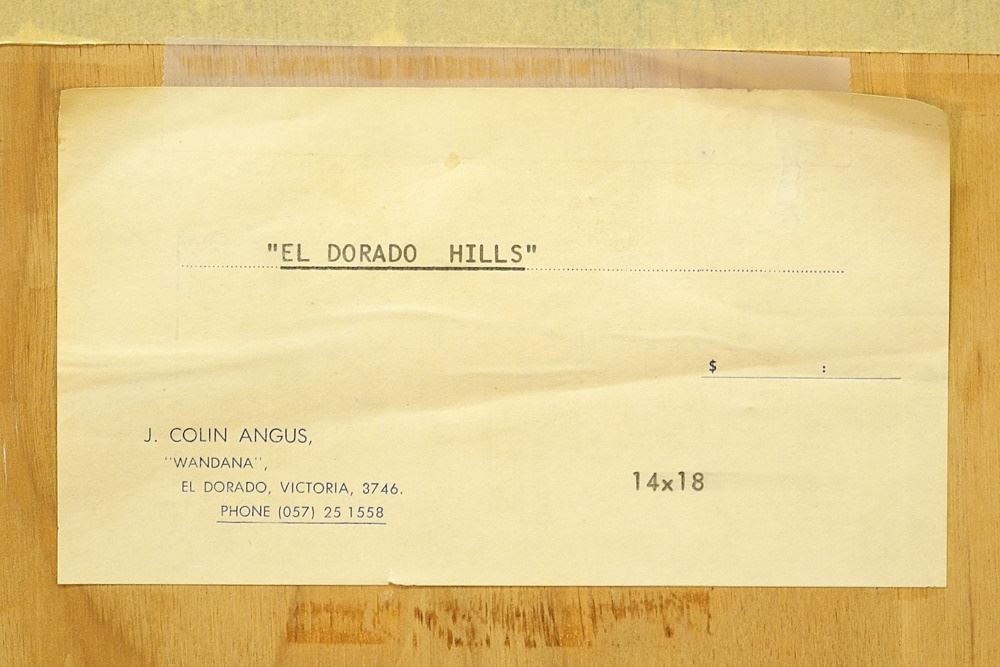 "EL DORADO HILLS"
$ :
J. COLIN ANGUS,
"WANDANA",
EL DORADO, VICTORIA, 3746.
PHONE (057) 25 1558
14x18